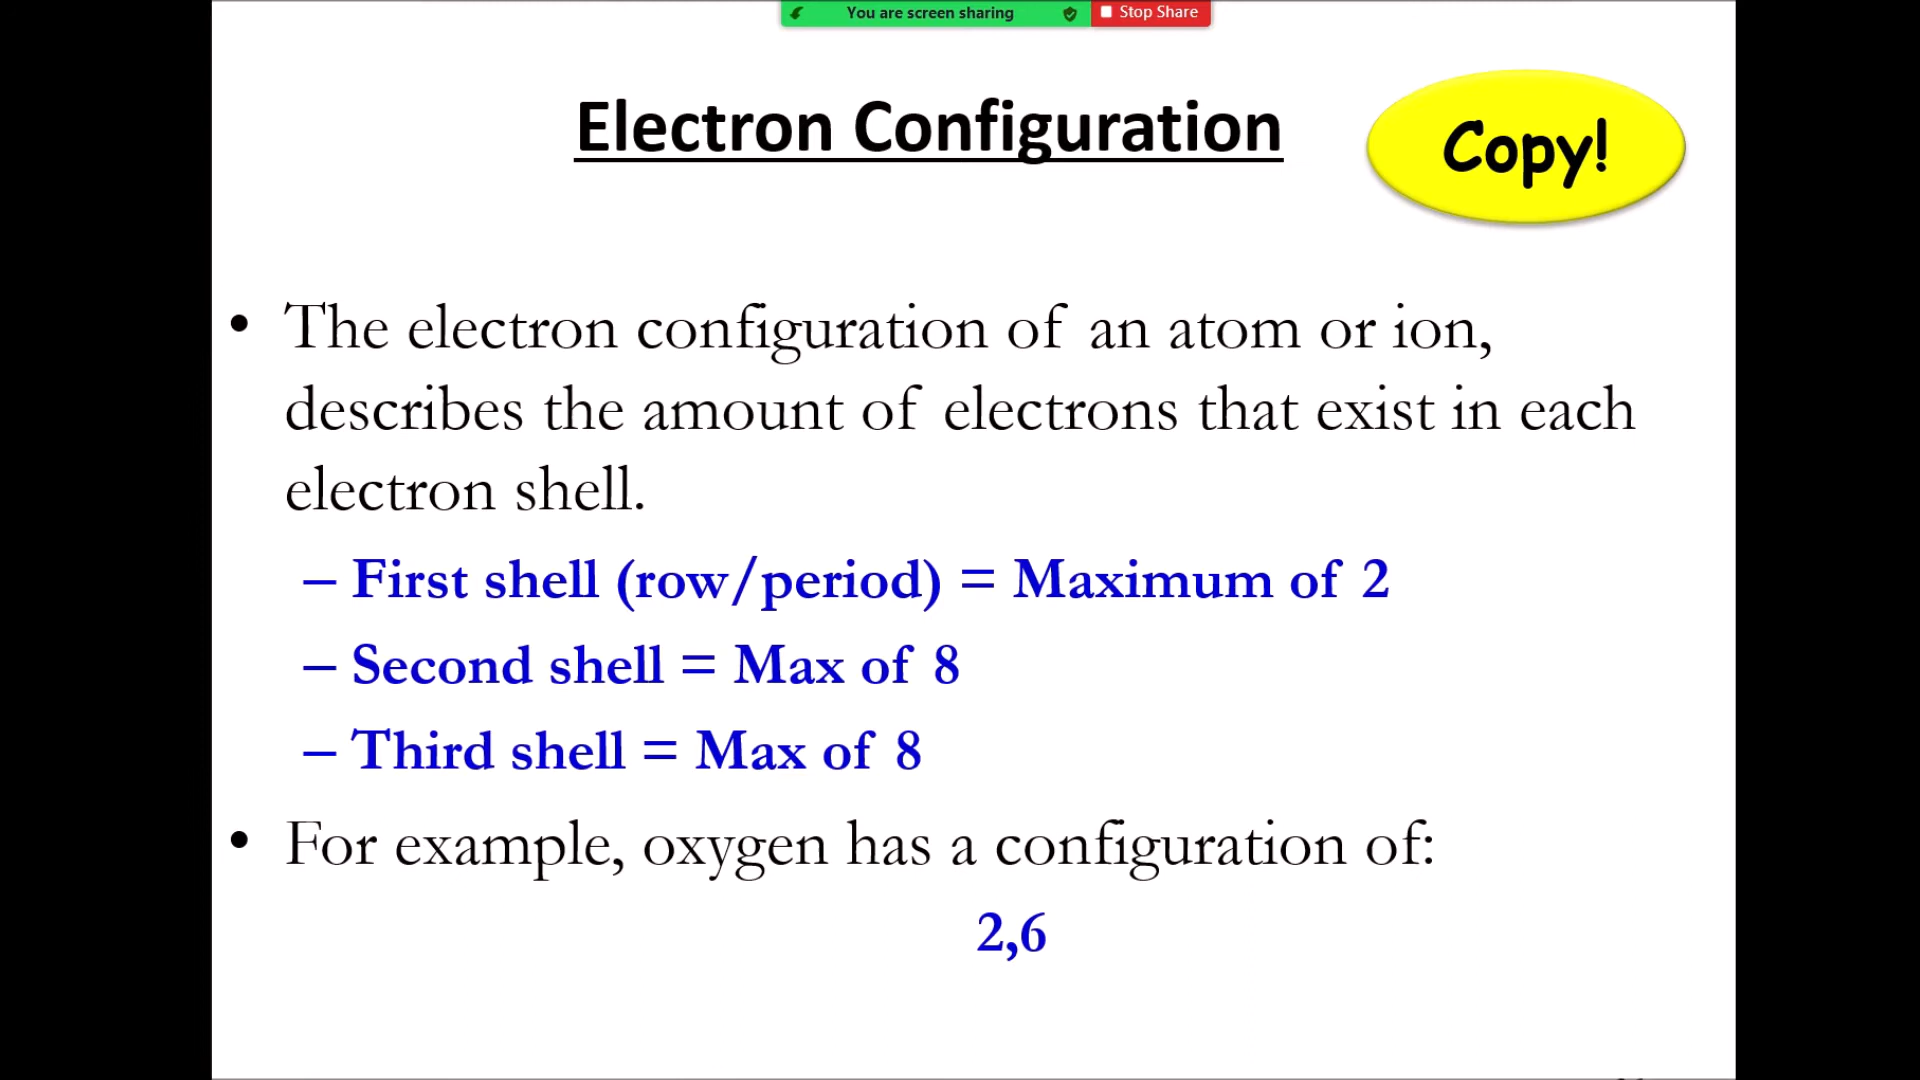 You are screen sharing
Stop Share
Electron Configuration
Copy!
• The electron configuration of an atom or ion,
describes the amount of electrons that exist in each
electron shell.
– First shell (row/period) = Maximum of 2
– Second shell = Max of 8
– Third shell = Max of 8
• For example, oxygen has a configuration of:
2,6